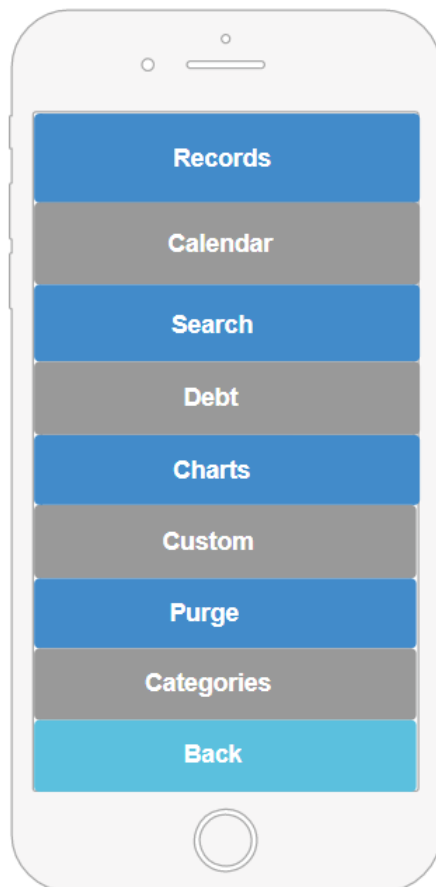 Records
Calendar
Search
Debt
Charts
Custom
Purge
Categories
Back